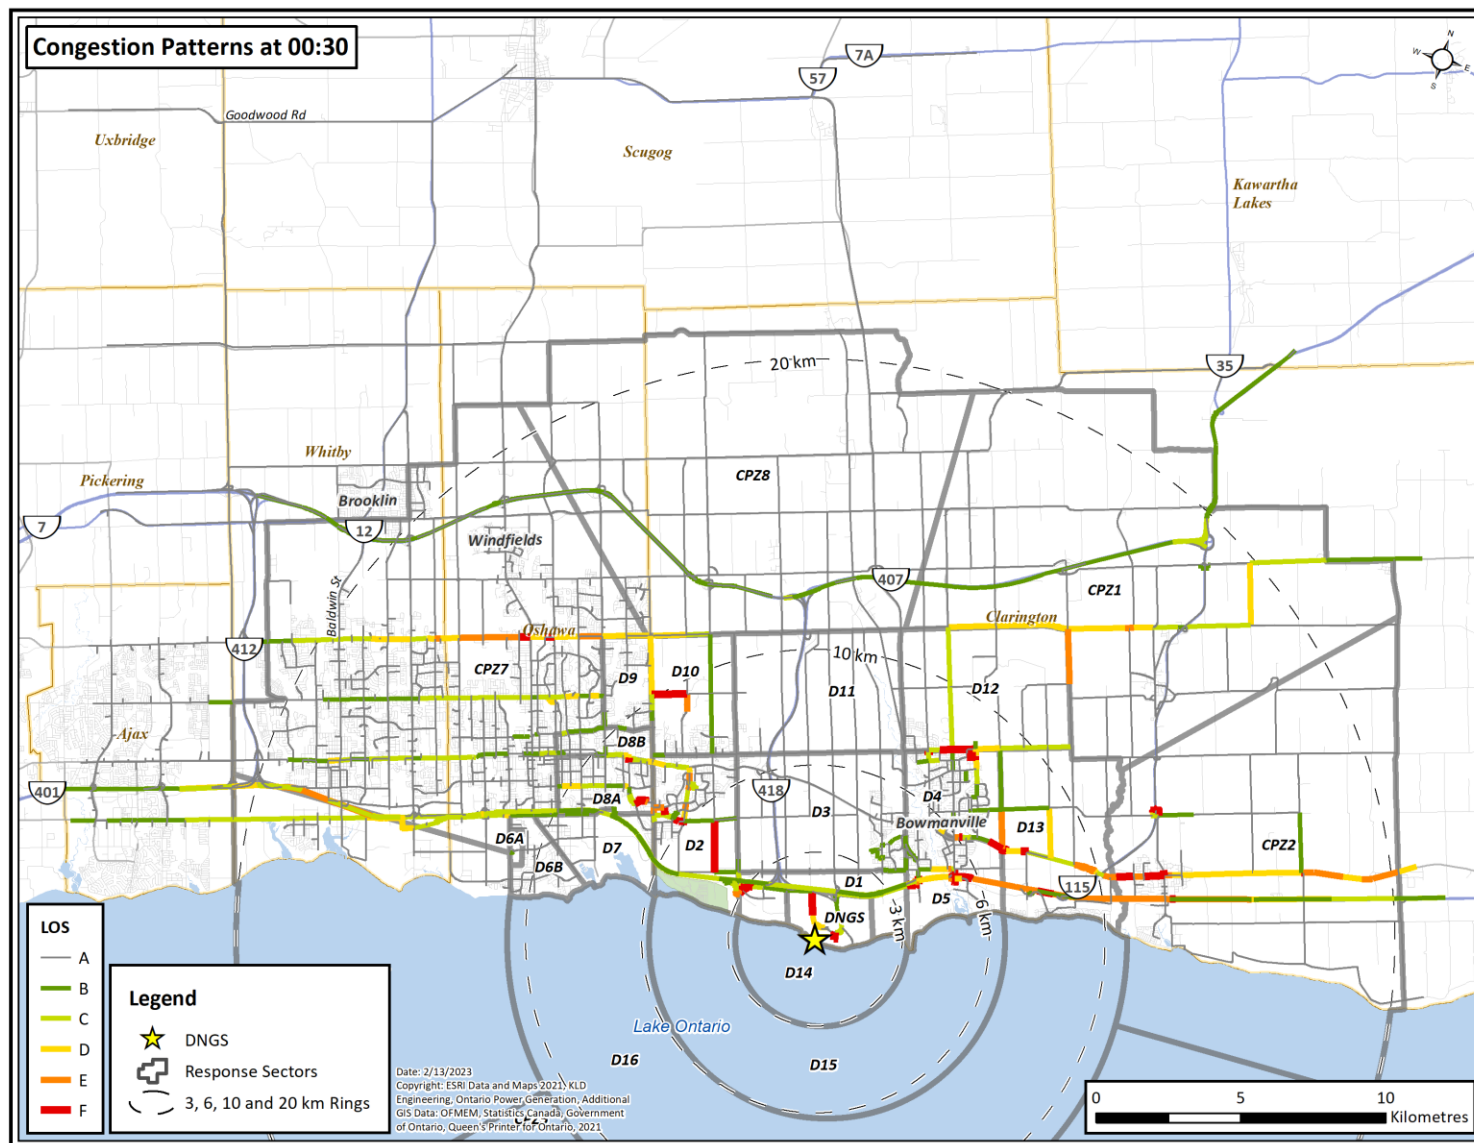 Congestion Patterns at 00:30
7A
57
N
W
E
S
Goodwood Rd
Uxbridge
Scugog
Kawartha
Lakes
20 km
35
Whitby
Pickering
CPZ8
Brooklin
7
12
Windfields
407
CPZ1
Baldwin St
Oshawa
Clarington
412
10 km
CPZ7
D9
D10
D11
D12
Ajax
D8B
401
418
D8A
D3
D4
Bowmanville
D13
D6A
D7
D2
CPZ2
D6B
D1
115
D5
DNGS
3 km
6 km
D14
Lake Ontario
D16
D15
LOS
A
B
C
D
E
F
Legend
DNGS
Response Sectors
3, 6, 10 and 20 km Rings
Date: 2/13/2023
Copyright: ESRI Data and Maps 2021, KLD
Engineering, Ontario Power Generation, Additional
GIS Data: OFMEM, Statistics Canada, Government
of Ontario, Queen's Printer for Ontario, 2021
0 5 10
Kilometres